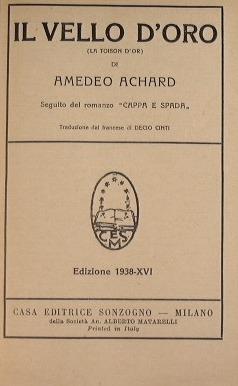 IL VELLO D'ORO
(LA TOISON D'OR)
DI
AMEDEO ACHARD
Seguito del romanzo "CAPPA E SPADA„
Traduzione dal francese di DECIO CINTI
CES
M
Edizione 1938-XVI
CASA EDITRICE SONZOGNO — MILANO
della Società An. ALBERTO MATARELLI
Printed in Italy